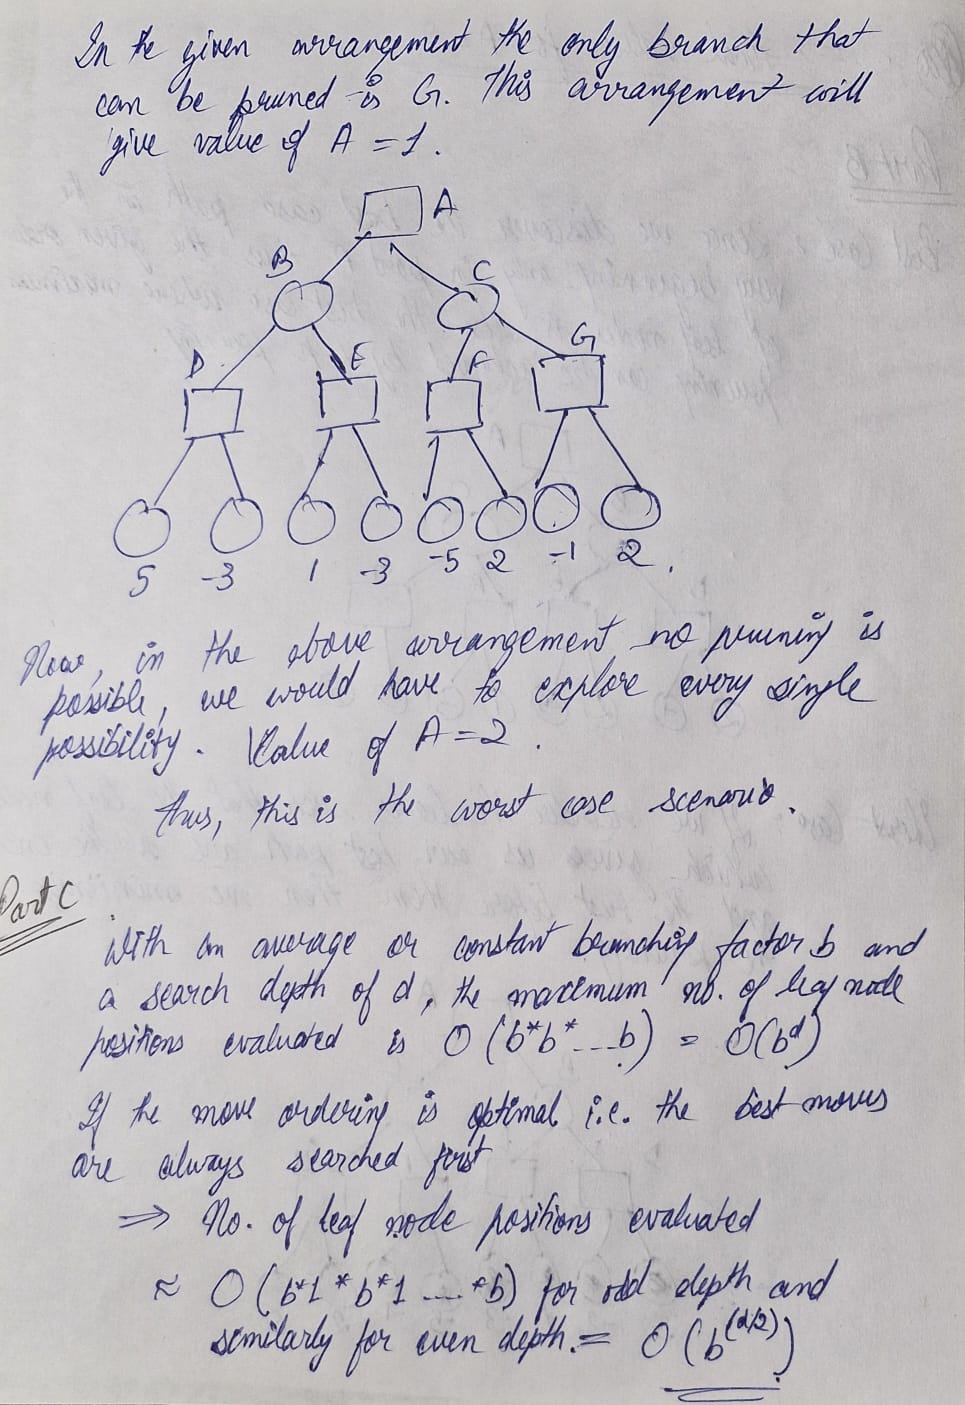 In the given arrangement the only branch that
can be pruned is G. This arrangement will
give value of A = 1.
A
B C
D E F G
5 -3 1 -3 -5 2 -1 2.
Now, in the above arrangement no pruning is
possible, we would have to explore every single
possibility. Value of A = 2.
Thus, this is the worst case scenario.
Part C
With an average or constant branching factor b and
a search depth of d, the maximum no. of leaf node
positions evaluated is O (b*b*....b) = O(b^d)
If the move ordering is optimal i.e. the best moves
are always searched first
⇒ No. of leaf node positions evaluated
≈ O (b*1*b*1 ....*b) for odd depth and
similarly for even depth. = O (b^(d/2)).